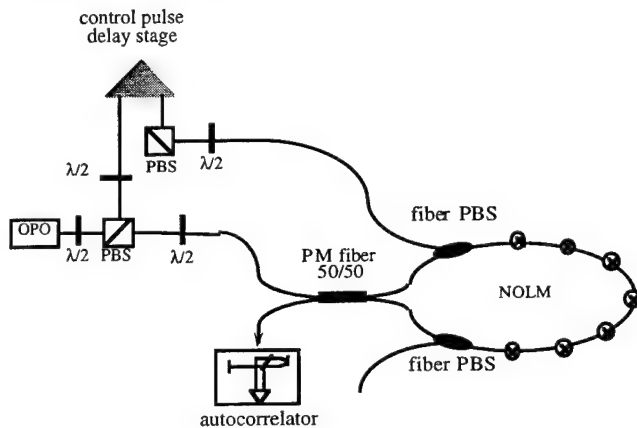 control pulse
delay stage
λ/2
PBS
λ/2
OPO
λ/2
PBS
λ/2
fiber PBS
PM fiber
50/50
NOLM
fiber PBS
autocorrelator